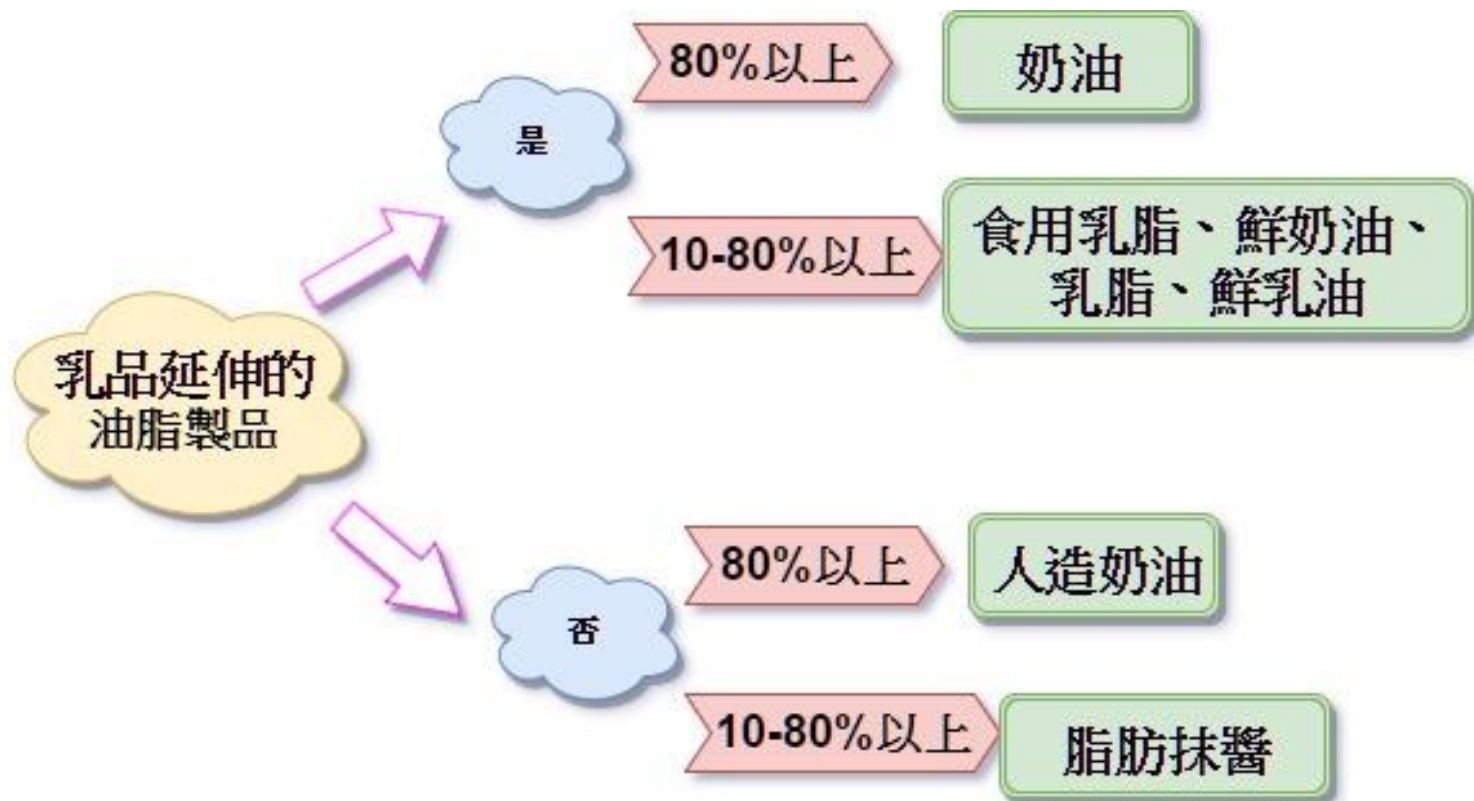 80%以上
奶油
是
10-80%以上
食用乳脂、鮮奶油、
乳脂、鮮乳油
乳品延伸的
油脂製品
80%以上
人造奶油
否
10-80%以上
脂肪抹醬